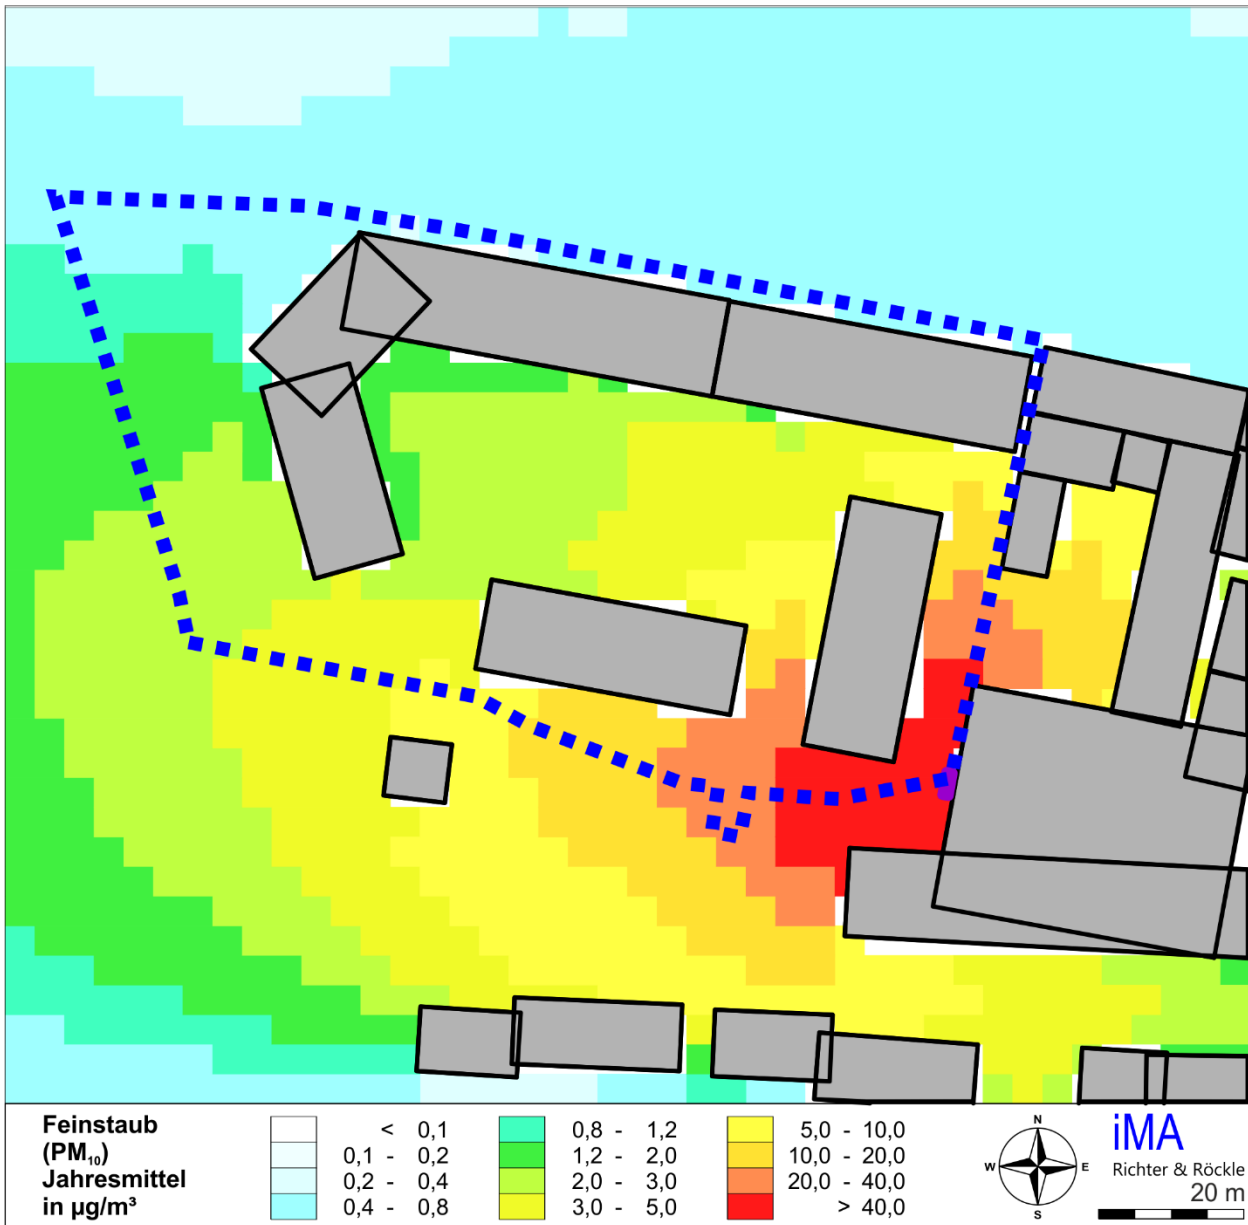 Feinstaub
(PM₁₀)
Jahresmittel
in µg/m³
< 0,1
0,1 - 0,2
0,2 - 0,4
0,4 - 0,8
0,8 - 1,2
1,2 - 2,0
2,0 - 3,0
3,0 - 5,0
5,0 - 10,0
10,0 - 20,0
20,0 - 40,0
> 40,0
N
W E
S
iMA
Richter & Röckle
20 m